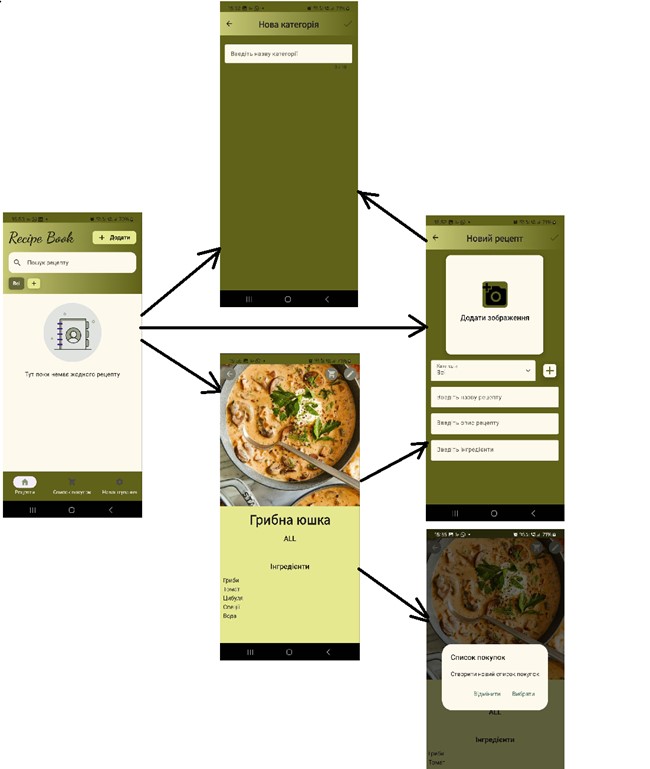 Нова категорія
Введіть назву категорії
Recipe Book
+ Додати
Пошук рецепту
Всі
+
Тут поки немає жодного рецепту
Рецепти
Список покупок
Налаштування
Новий рецепт
Додати зображення
Категорія
Всі
Введіть назву рецепту
Введіть опис рецепту
Введіть інгредієнти
Грибна юшка
ALL
Інгредієнти
Гриби
Томат
Цибуля
Спеції
Вода
Список покупок
Створити новий список покупок
Відмінити Вибрати
ALL
Інгредієнти
Гриби
Томат